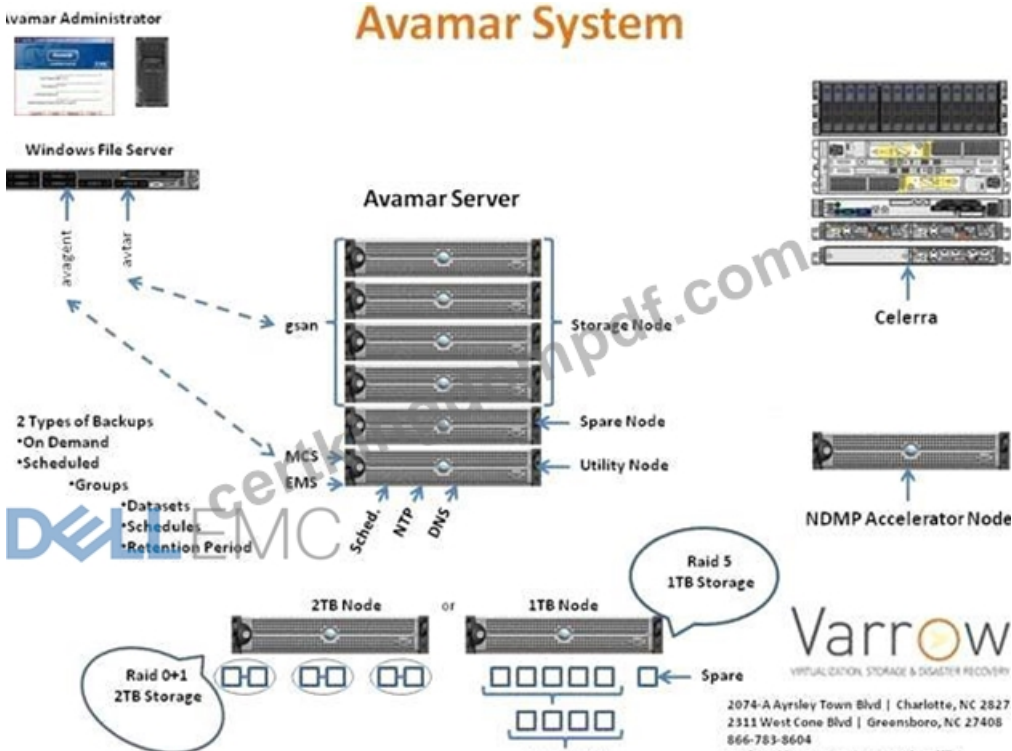 Avamar System
vamar Administrator
Windows File Server
avagent
avtar
Avamar Server
gsan
Storage Node
Celerra
2 Types of Backups
•On Demand
•Scheduled
•Groups
•Datasets
•Schedules
•Retention Period
MCS
EMS
Spare Node
Utility Node
Sched.
NTP
DNS
NDMP Accelerator Node
DELL EMC
2TB Node
or
1TB Node
Raid 5
1TB Storage
Raid 0+1
2TB Storage
Spare
Varrow
VIRTUALIZATION, STORAGE & DISASTER RECOVERY
2074-A Ayrsley Town Blvd | Charlotte, NC 2827
2311 West Cone Blvd | Greensboro, NC 27408
866-783-8604